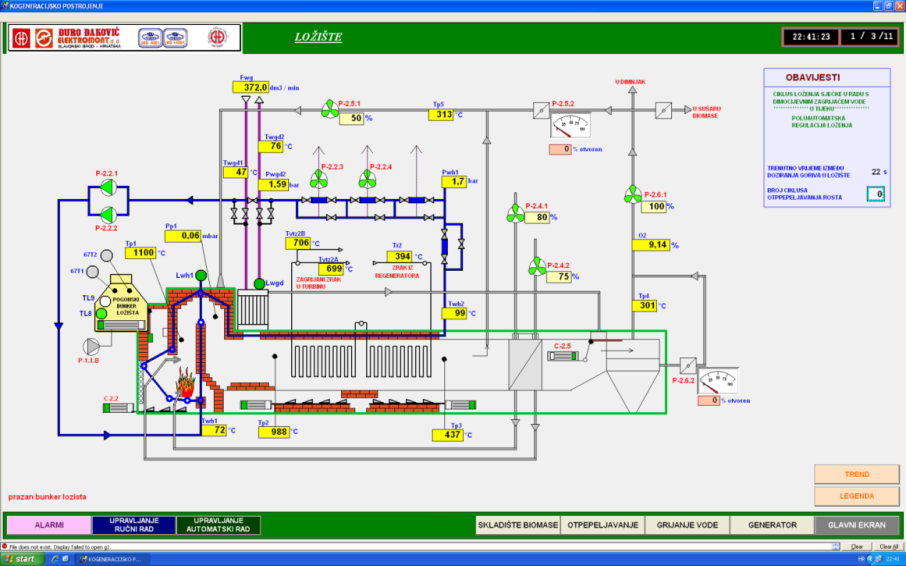 KOGENERACIJSKO POSTROJENJE
ĐURO ĐAKOVIĆ
ELEKTROMONT d.d.
SLAVONSKI BROD - HRVATSKA
LOŽIŠTE
22:41:23
1 / 3 /11
OBAVIJESTI
CIKLUS LOŽENJA SJEČKE U RADU S
DIMOCIJEVNIM ZAGRIJAČEM VODE
U TIJEKU
POLUAUTOMATSKA
REGULACIJA LOŽENJA
TRENUTNO VRIJEME IZMEĐU
DOZIRANJA GORIVA U LOŽIŠTE
22 s
BROJ CIKLUSA
OTPPEPELJAVANJA ROSTA
0
Fwg
372,0 dm3 / min
P-2.5.1
50 %
Tp5
313 °C
P-2.5.2
0 % otvoren
U DIMNJAK
U SUŠARU
BIOMASE
Twgd2
76 °C
Twgd1
47 °C
Pwgd2
1,59 bar
P-2.2.3
P-2.2.4
Pwh1
1,7 bar
P-2.2.1
P-2.2.2
P-2.4.1
80 %
P-2.6.1
100 %
Pp1
0,06 mbar
Tp1
1100 °C
Tvtz2B
706 °C
Tvtz2A
699 °C
ZAGRIJANI ZRAK
U TURBINU
Tz2
394 °C
ZRAK IZ
REGENERATORA
O2
9,14 %
P-2.4.2
75 %
67T2
67T1
TL9
TL8
POGONSKI
BUNKER
LOŽIŠTA
Lwh1
Lwgd
Twh2
99 °C
Tp4
301 °C
P-1.1.B
C-2.5
P-2.6.2
0 % otvoren
C-2.2
Twh1
72 °C
Tp2
988 °C
Tp3
437 °C
prazan bunker lozista
TREND
LEGENDA
ALARMI
UPRAVLJANJE
RUČNI RAD
UPRAVLJANJE
AUTOMATSKI RAD
SKLADIŠTE BIOMASE
OTPEPELJAVANJE
GRIJANJE VODE
GENERATOR
GLAVNI EKRAN
File does not exist. Display failed to open g\..
Clear
Clear All
start
KOGENERACIJSKO P...
22:41